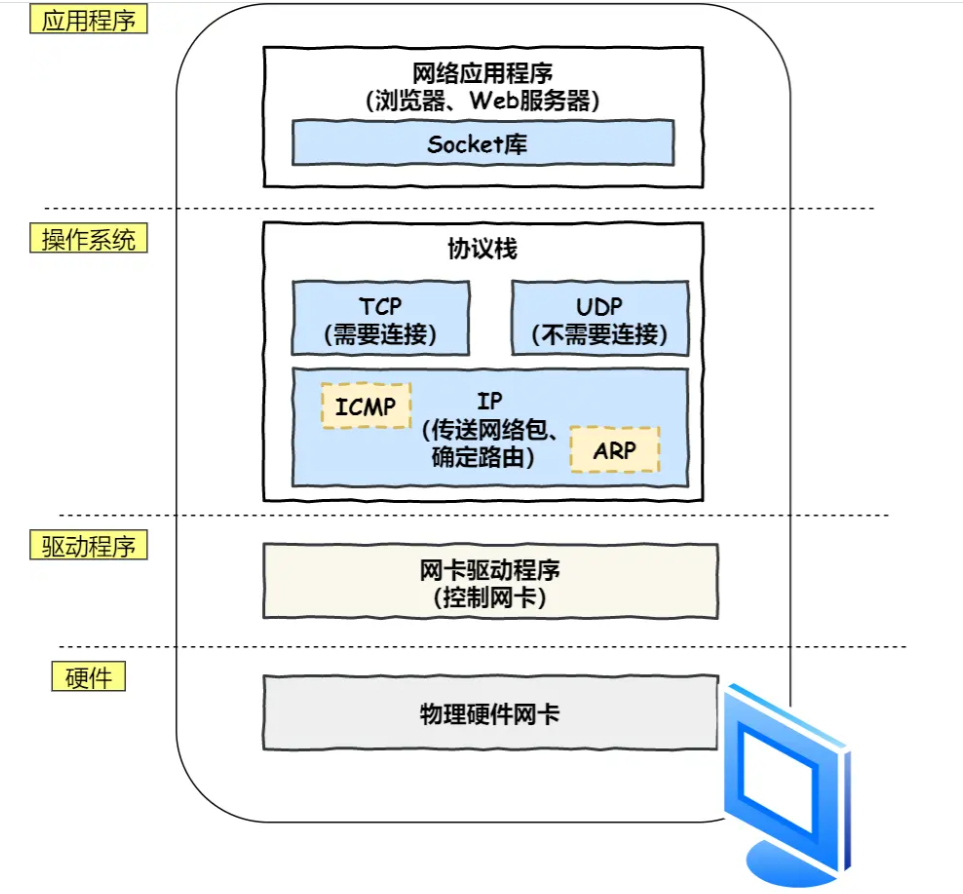 应用程序
网络应用程序
(浏览器、Web服务器)
Socket库
操作系统
协议栈
TCP
(需要连接)
UDP
(不需要连接)
ICMP
IP
(传送网络包、
确定路由)
ARP
驱动程序
网卡驱动程序
(控制网卡)
硬件
物理硬件网卡